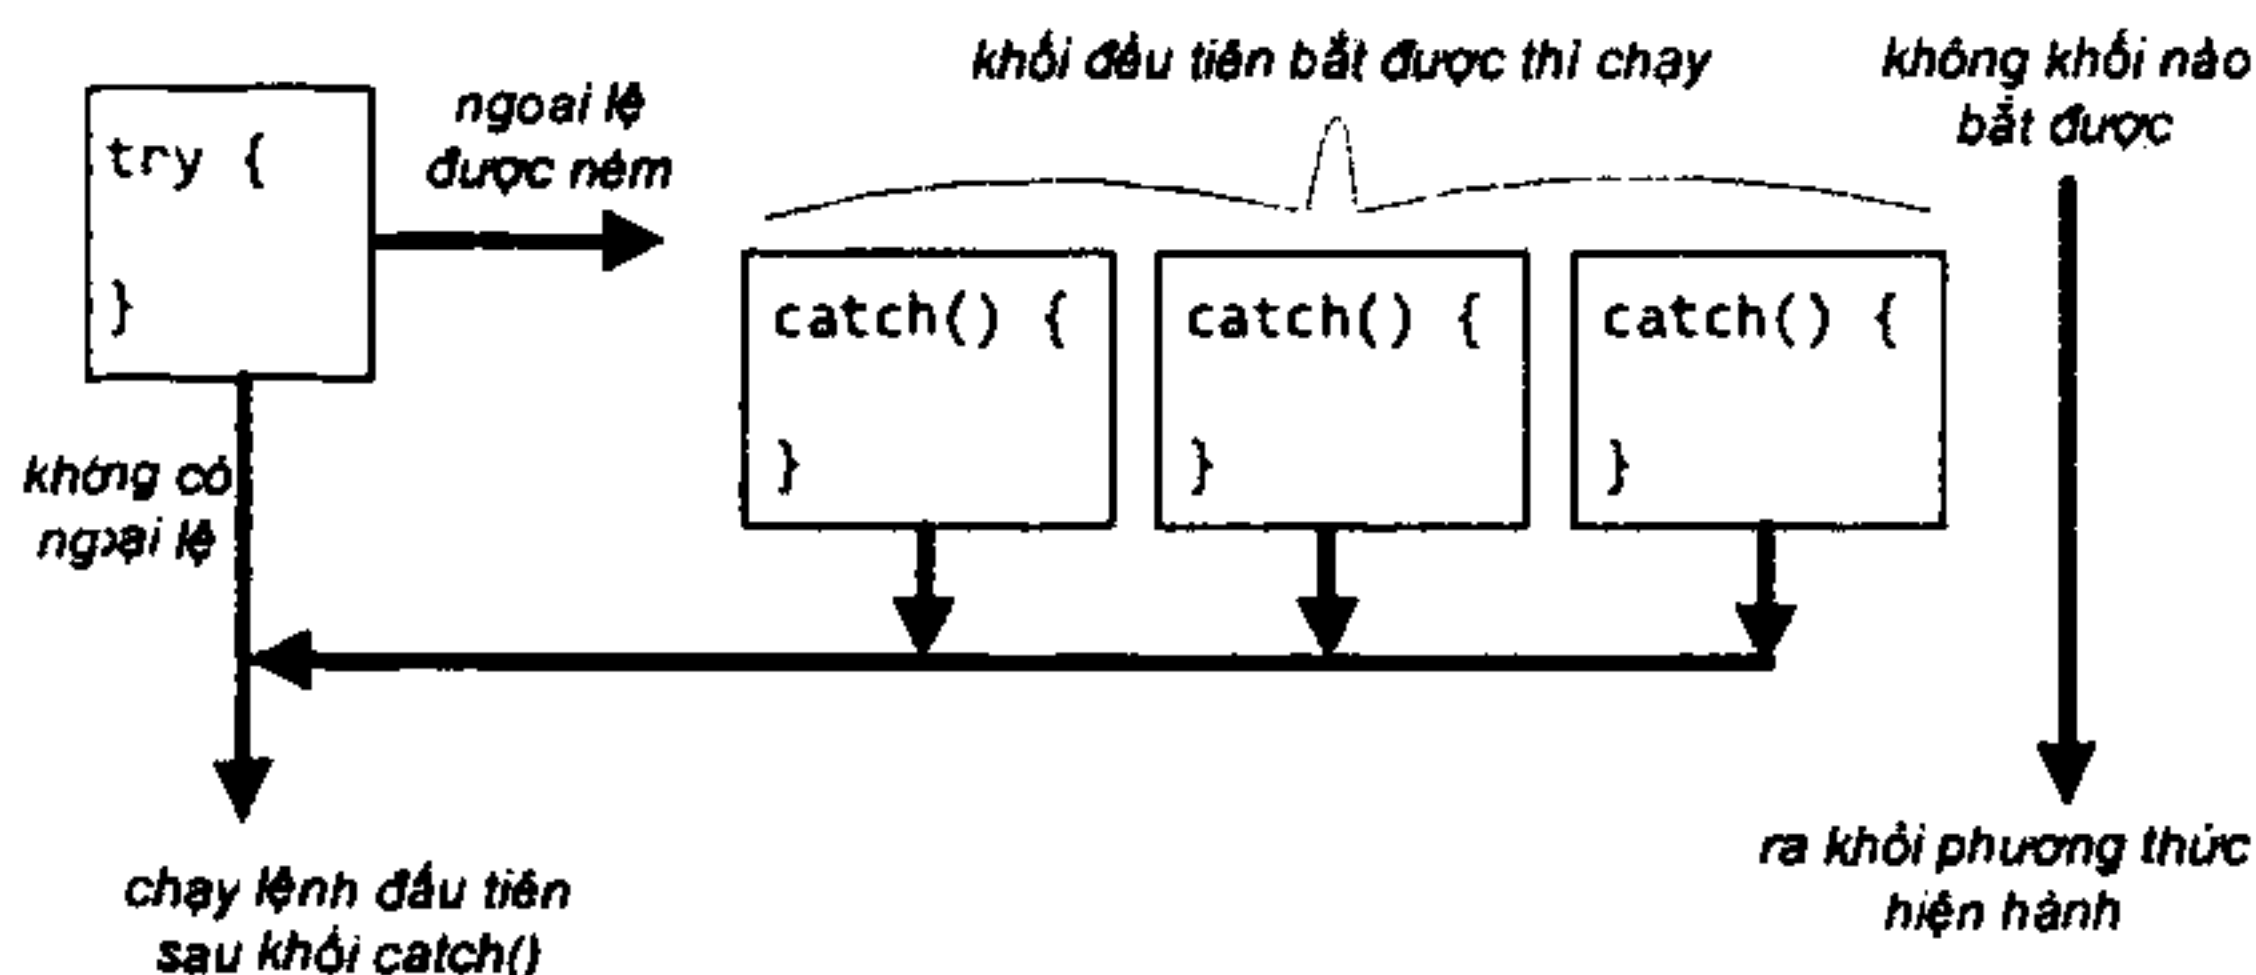 try {
}
ngoại lệ
được ném
khối đầu tiên bắt được thì chạy
không khối nào
bắt được
catch() {
}
catch() {
}
catch() {
}
không có
ngoại lệ
chạy lệnh đầu tiên
sau khối catch()
ra khỏi phương thức
hiện hành